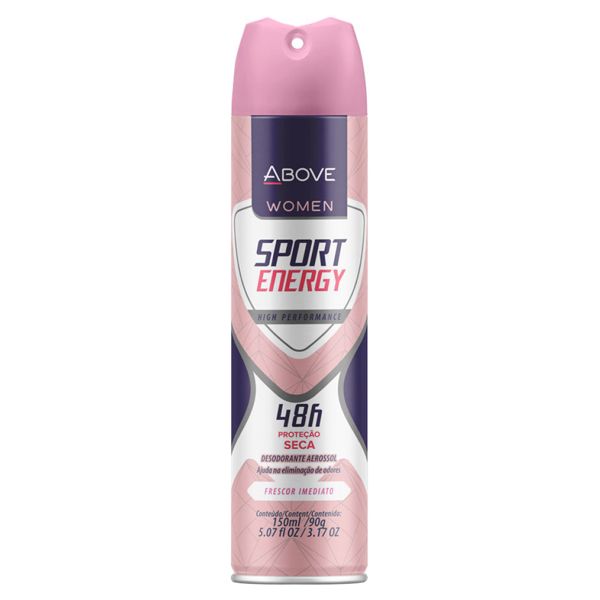 ABOVE
WOMEN
SPORT
ENERGY
HIGH PERFORMANCE
48h
PROTEÇÃO
SECA
DESODORANTE AEROSSOL
Ajuda na eliminação de odores
FRESCOR IMEDIATO
Conteúdo/Content/Contenido:
150ml /90g
5.07 fl OZ / 3.17 OZ